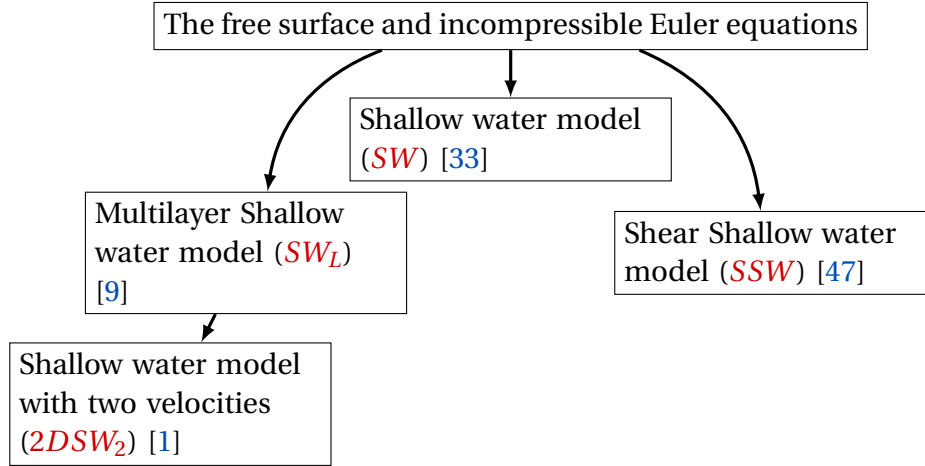 The free surface and incompressible Euler equations
Shallow water model
(SW) [33]
Multilayer Shallow
water model (SW_L)
[9]
Shear Shallow water
model (SSW) [47]
Shallow water model
with two velocities
(2DSW_2) [1]